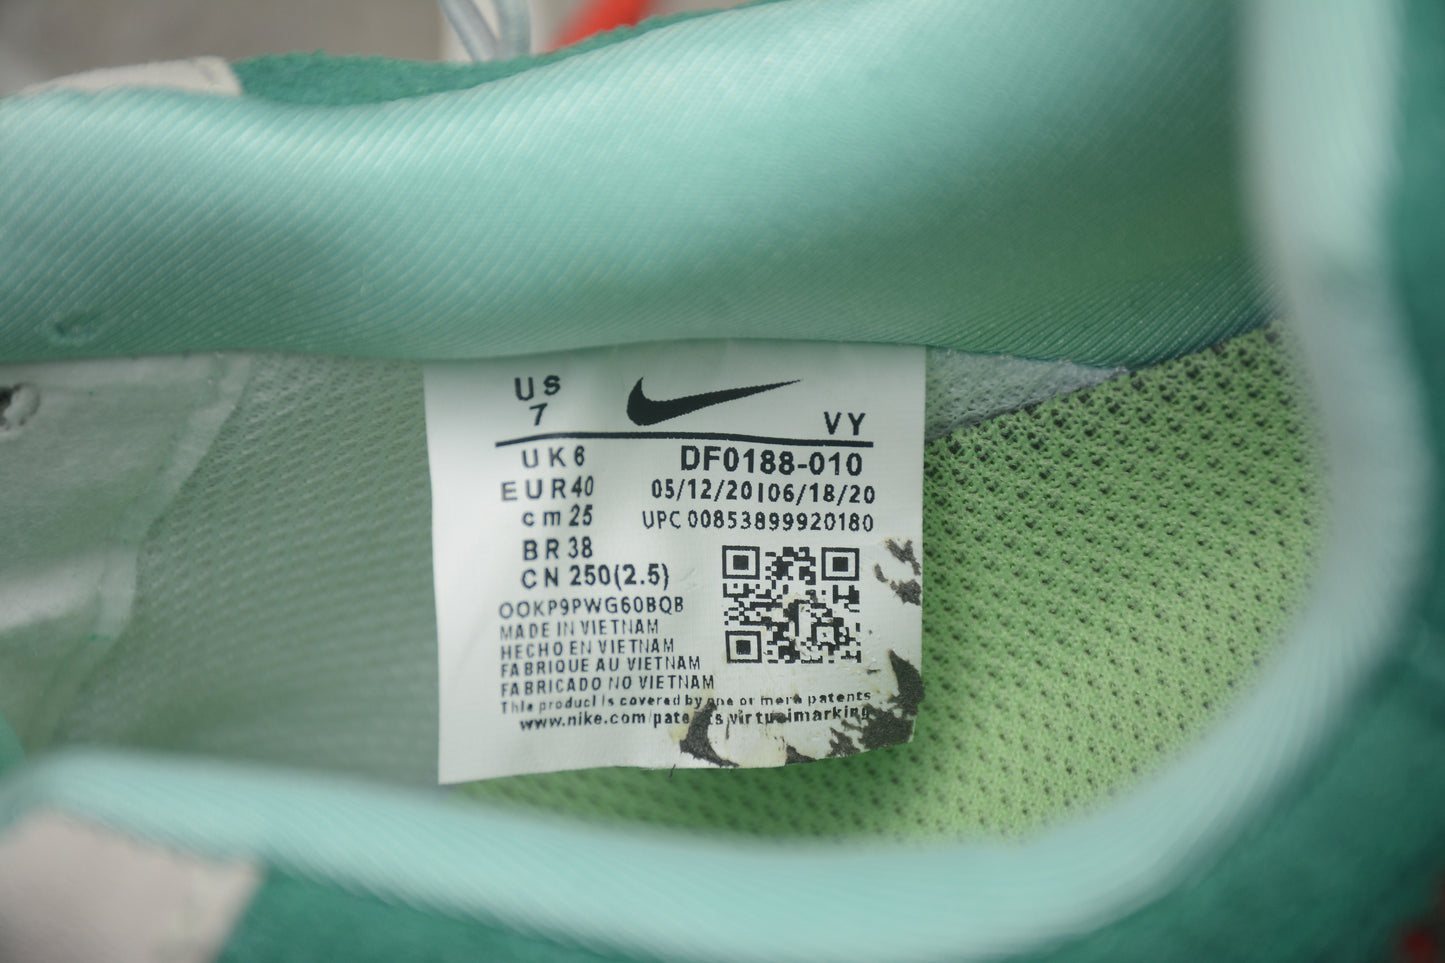 US
7
VY
UK 6
DF0188-010
EUR 40
05/12/20|06/18/20
cm 25
UPC 00853899920180
BR 38
CN 250(2.5)
OOKP9PWG60BQB
MADE IN VIETNAM
HECHO EN VIETNAM
FABRIQUE AU VIETNAM
FABRICADO NO VIETNAM
This product is covered by one or more patents
www.nike.com/patents virtualmarking